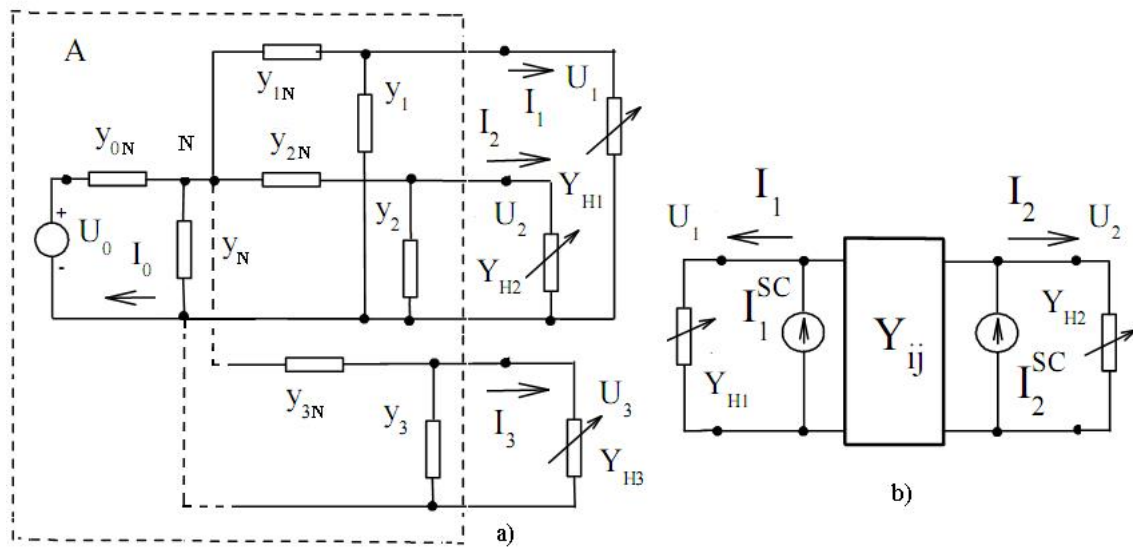 A
y1N
y1
I1
U1
y0N
N
y2N
I2
YH1
+
U0
-
I0
yN
y2
U2
YH2
y3N
y3
I3
U3
YH3
a)
U1
I1
I2
U2
I1SC
YH1
Yij
I2SC
YH2
b)